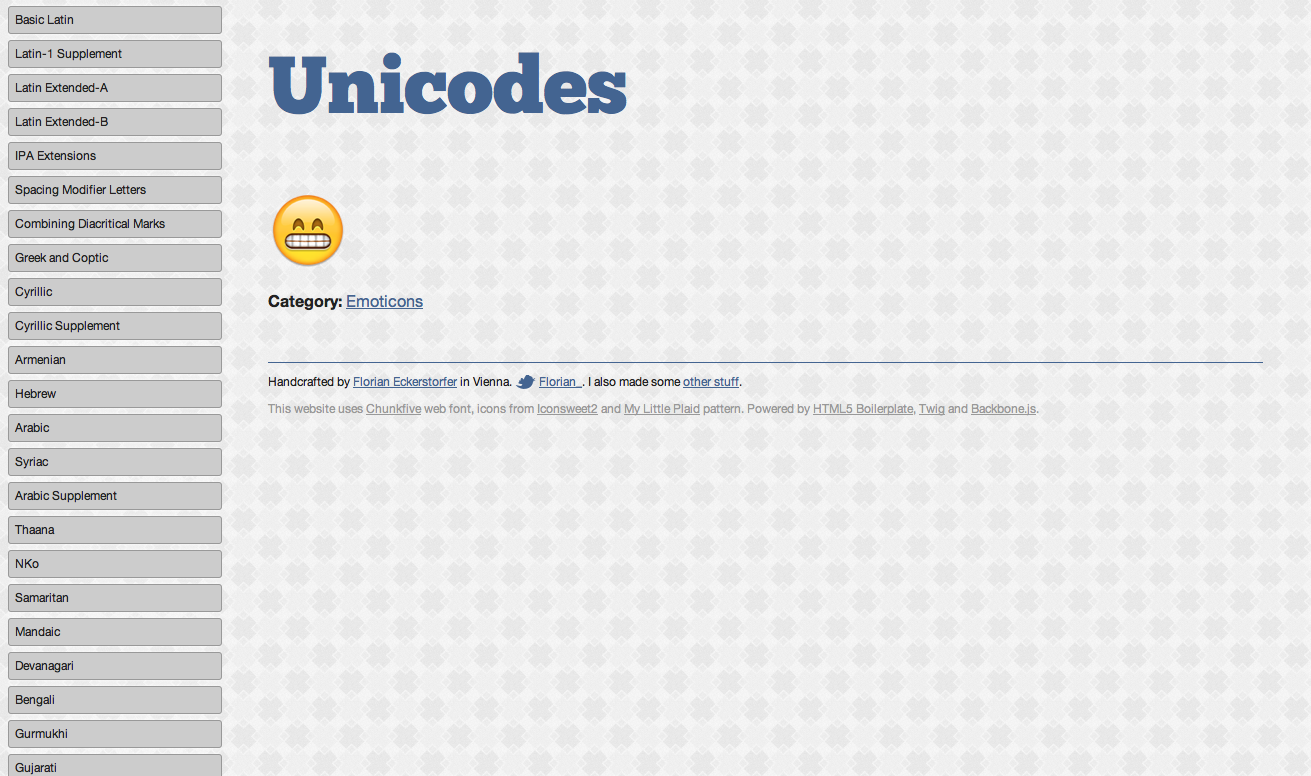 Basic Latin
Latin-1 Supplement
Latin Extended-A
Latin Extended-B
IPA Extensions
Spacing Modifier Letters
Combining Diacritical Marks
Greek and Coptic
Cyrillic
Cyrillic Supplement
Armenian
Hebrew
Arabic
Syriac
Arabic Supplement
Thaana
NKo
Samaritan
Mandaic
Devanagari
Bengali
Gurmukhi
Gujarati
Unicodes
Category: Emoticons
Handcrafted by Florian Eckerstorfer in Vienna. Florian_. I also made some other stuff.
This website uses Chunkfive web font, icons from Iconsweet2 and My Little Plaid pattern. Powered by HTML5 Boilerplate, Twig and Backbone.js.